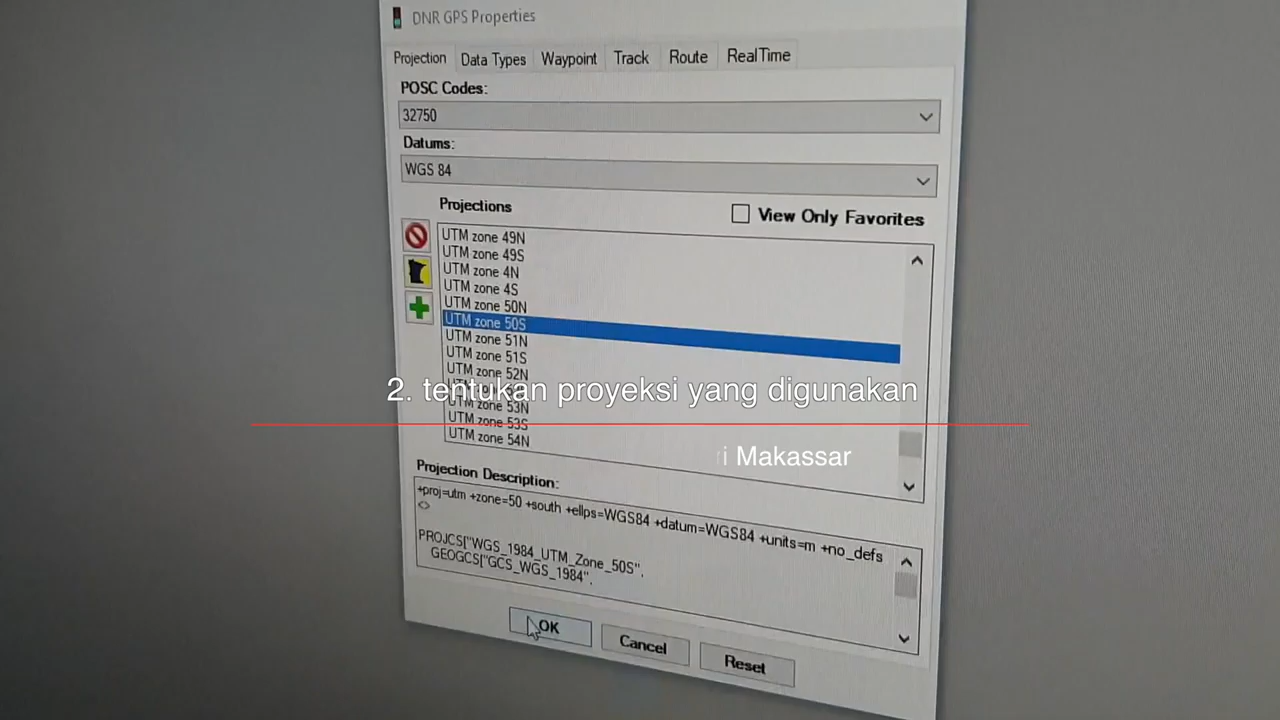 DNR GPS Properties
Projection Data Types Waypoint Track Route RealTime
POSC Codes:
32750
Datums:
WGS 84
Projections
View Only Favorites
UTM zone 49N
UTM zone 49S
UTM zone 4N
UTM zone 4S
UTM zone 50N
UTM zone 50S
UTM zone 51N
UTM zone 51S
UTM zone 52N
2. tentukan proyeksi yang digunakan
UTM zone 53N
UTM zone 53S
UTM zone 54N
Makassar
Projection Description:
+proj=utm +zone=50 +south +ellps=WGS84 +datum=WGS84 +units=m +no_defs
<>
PROJCS["WGS_1984_UTM_Zone_50S",
GEOGCS["GCS_WGS_1984",
OK Cancel Reset